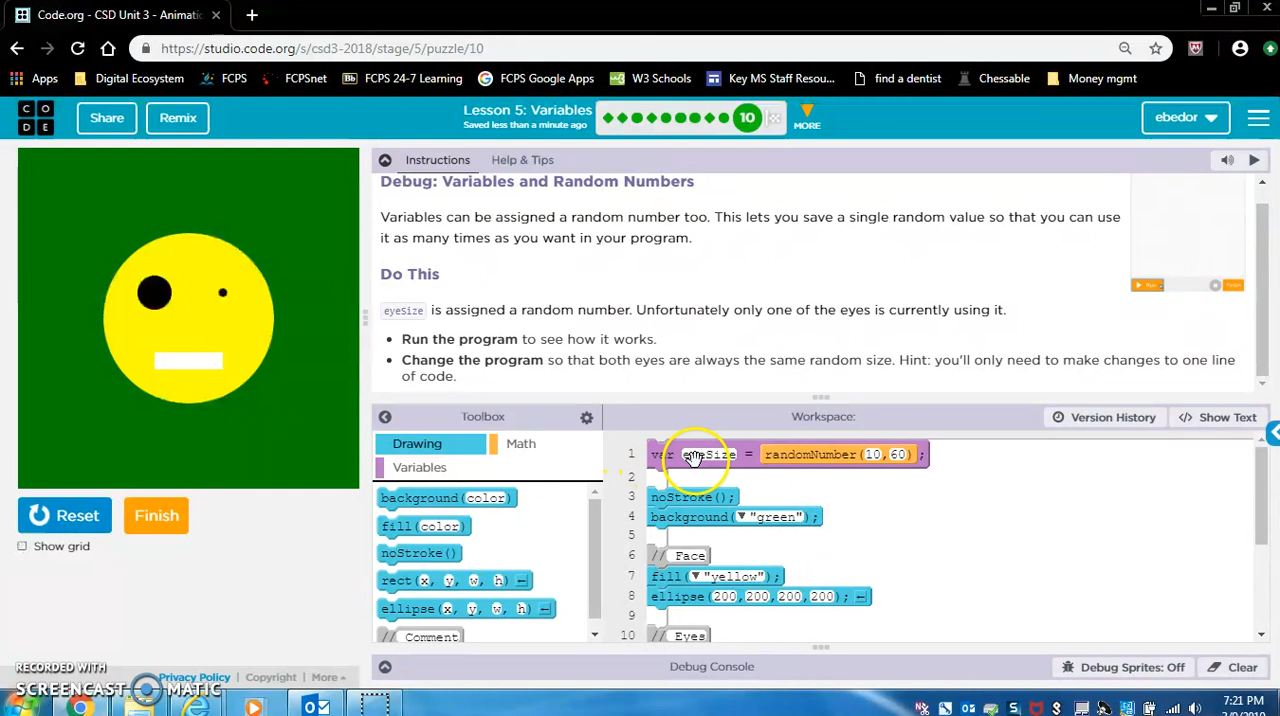 Code.org - CSD Unit 3 - Animatic
https://studio.code.org/s/csd3-2018/stage/5/puzzle/10
Apps Digital Ecosystem FCPS FCPSnet Bb FCPS 24-7 Learning FCPS Google Apps W3 Schools Key MS Staff Resou... find a dentist Chessable Money mgmt
C O D E Share Remix Lesson 5: Variables Saved less than a minute ago 10 MORE ebedor
Instructions Help & Tips
Debug: Variables and Random Numbers
Variables can be assigned a random number too. This lets you save a single random value so that you can use
it as many times as you want in your program.
Do This
eyeSize is assigned a random number. Unfortunately only one of the eyes is currently using it.
Run the program to see how it works.
Change the program so that both eyes are always the same random size. Hint: you'll only need to make changes to one line
of code.
Toolbox Workspace: Version History </> Show Text
Drawing Math
Variables
background(color)
fill(color)
noStroke()
rect(x, y, w, h)
ellipse(x, y, w, h)
// Comment
1 var eyeSize = randomNumber(10,60);
2
3 noStroke();
4 background("green");
5
6 // Face
7 fill("yellow");
8 ellipse(200,200,200,200);
9
10 // Eyes
Reset Finish
Show grid
Debug Console Debug Sprites: Off Clear
Privacy Policy | Copyright | More
RECORDED WITH
SCREENCAST MATIC
7:21 PM